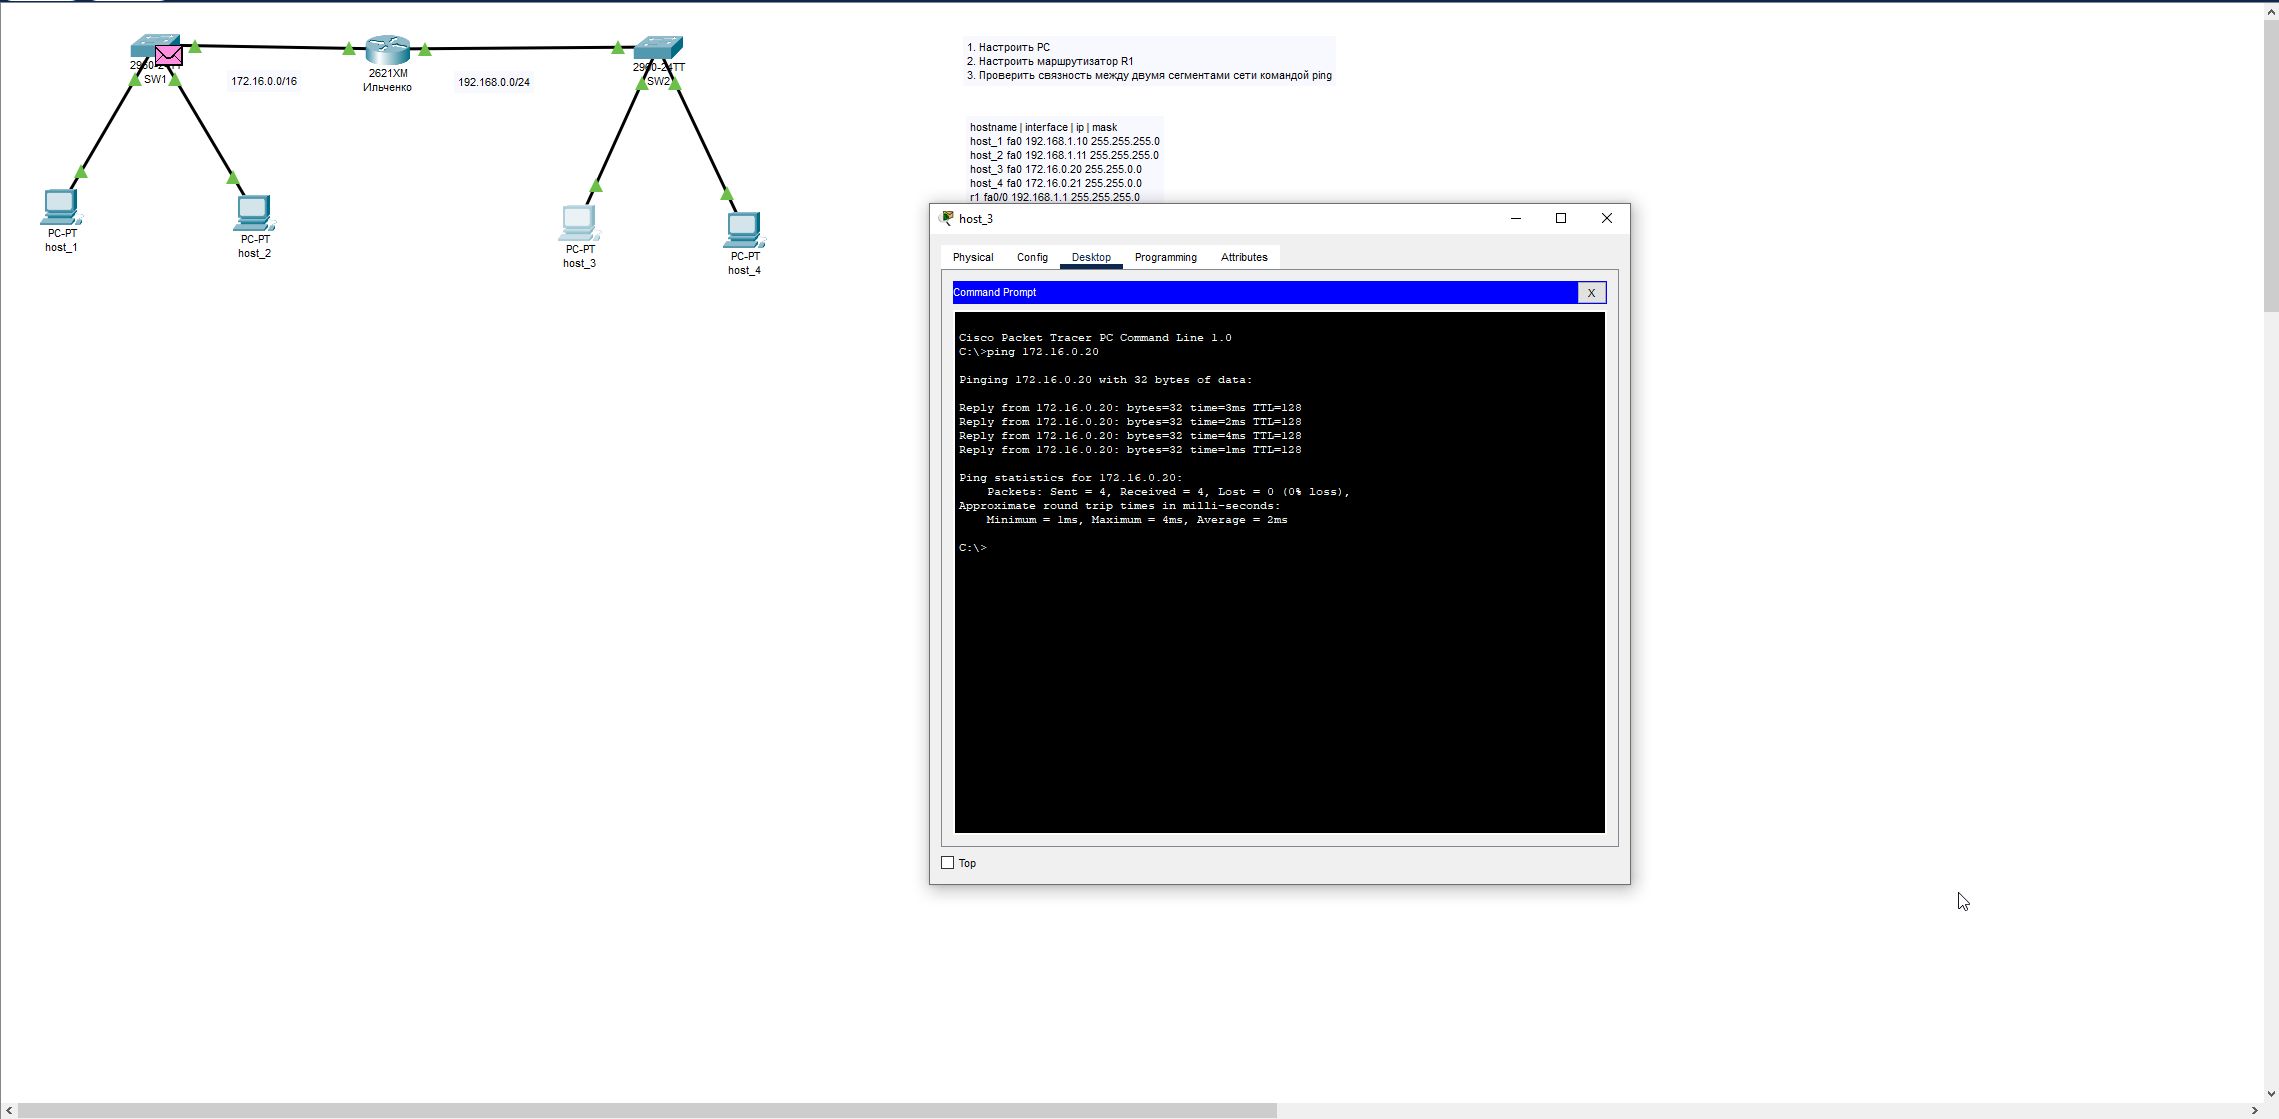 2960-24TT
SW1
172.16.0.0/16
2621XM
Ильченко
192.168.0.0/24
2960-24TT
SW2
PC-PT
host_1
PC-PT
host_2
PC-PT
host_3
PC-PT
host_4
1. Настроить PC
2. Настроить маршрутизатор R1
3. Проверить связность между двумя сегментами сети командой ping
hostname | interface | ip | mask
host_1 fa0 192.168.1.10 255.255.255.0
host_2 fa0 192.168.1.11 255.255.255.0
host_3 fa0 172.16.0.20 255.255.0.0
host_4 fa0 172.16.0.21 255.255.0.0
r1 fa0/0 192.168.1.1 255.255.255.0
host_3
Physical Config Desktop Programming Attributes
Command Prompt X
Cisco Packet Tracer PC Command Line 1.0
C:\>ping 172.16.0.20
Pinging 172.16.0.20 with 32 bytes of data:
Reply from 172.16.0.20: bytes=32 time=3ms TTL=128
Reply from 172.16.0.20: bytes=32 time=2ms TTL=128
Reply from 172.16.0.20: bytes=32 time=4ms TTL=128
Reply from 172.16.0.20: bytes=32 time=1ms TTL=128
Ping statistics for 172.16.0.20:
Packets: Sent = 4, Received = 4, Lost = 0 (0% loss),
Approximate round trip times in milli-seconds:
Minimum = 1ms, Maximum = 4ms, Average = 2ms
C:\>
Top